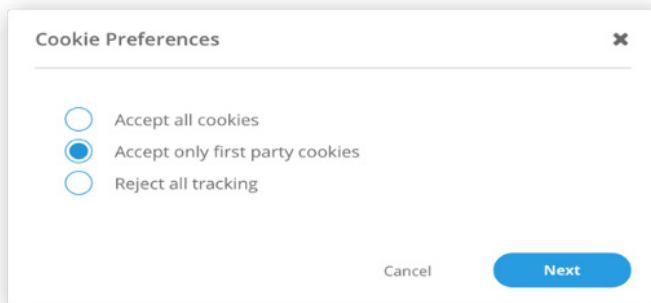 Cookie Preferences
Accept all cookies
Accept only first party cookies
Reject all tracking
Cancel Next